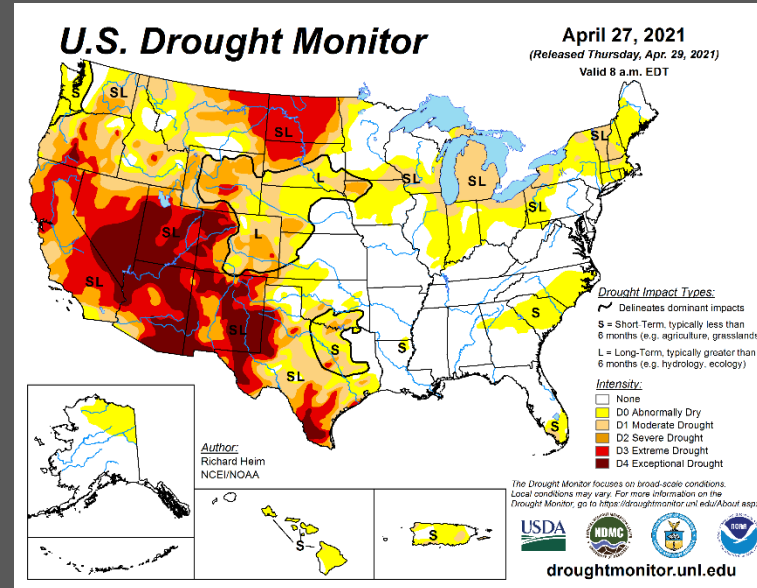 U.S. Drought Monitor
April 27, 2021
(Released Thursday, Apr. 29, 2021)
Valid 8 a.m. EDT
S
SL
SL
L
SL
SL
SL
SL
SL
L
SL
SL
SL
S
S
S
S
Drought Impact Types:
Delineates dominant impacts
S = Short-Term, typically less than
6 months (e.g. agriculture, grasslands
L = Long-Term, typically greater than
6 months (e.g. hydrology, ecology)
Intensity:
None
D0 Abnormally Dry
D1 Moderate Drought
D2 Severe Drought
D3 Extreme Drought
D4 Exceptional Drought
Author:
Richard Heim
NCEI/NOAA
S
S
The Drought Monitor focuses on broad-scale conditions.
Local conditions may vary. For more information on the
Drought Monitor, go to https://droughtmonitor.unl.edu/About.aspx
USDA
NDMC
NOAA
droughtmonitor.unl.edu